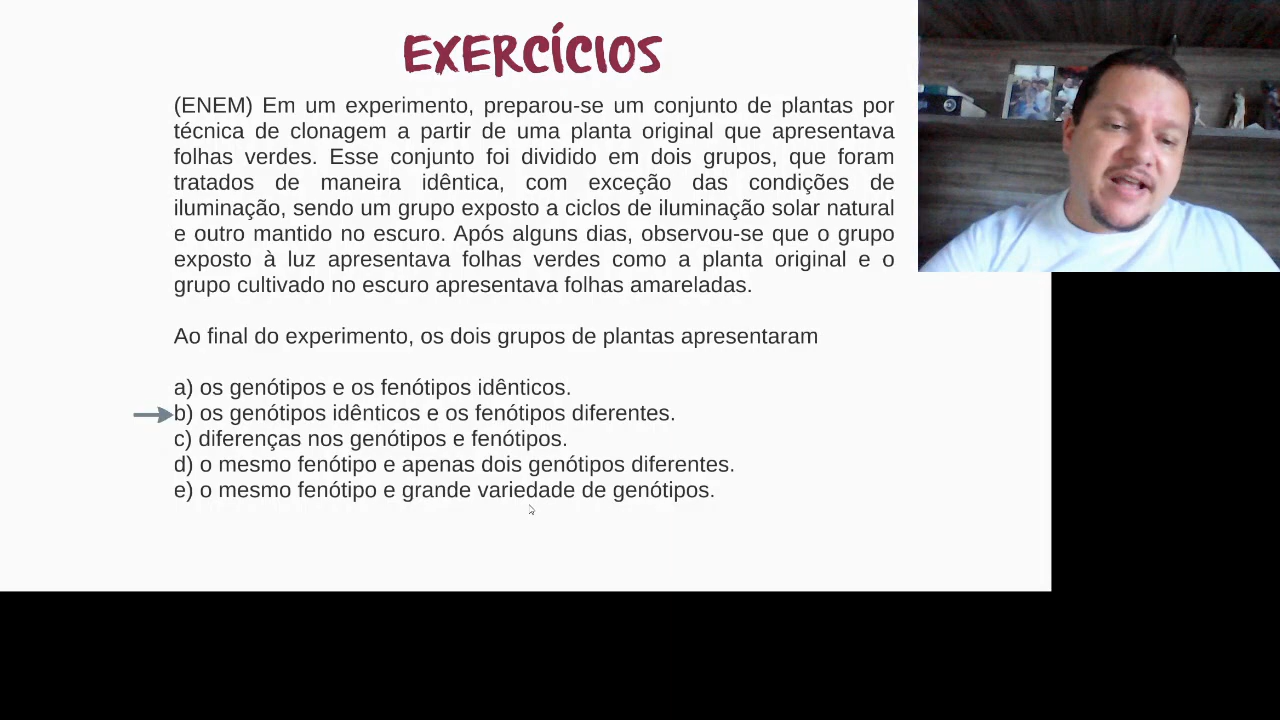 EXERCÍCIOS
(ENEM) Em um experimento, preparou-se um conjunto de plantas por
técnica de clonagem a partir de uma planta original que apresentava
folhas verdes. Esse conjunto foi dividido em dois grupos, que foram
tratados de maneira idêntica, com exceção das condições de
iluminação, sendo um grupo exposto a ciclos de iluminação solar natural
e outro mantido no escuro. Após alguns dias, observou-se que o grupo
exposto à luz apresentava folhas verdes como a planta original e o
grupo cultivado no escuro apresentava folhas amareladas.
Ao final do experimento, os dois grupos de plantas apresentaram
a) os genótipos e os fenótipos idênticos.
b) os genótipos idênticos e os fenótipos diferentes.
c) diferenças nos genótipos e fenótipos.
d) o mesmo fenótipo e apenas dois genótipos diferentes.
e) o mesmo fenótipo e grande variedade de genótipos.